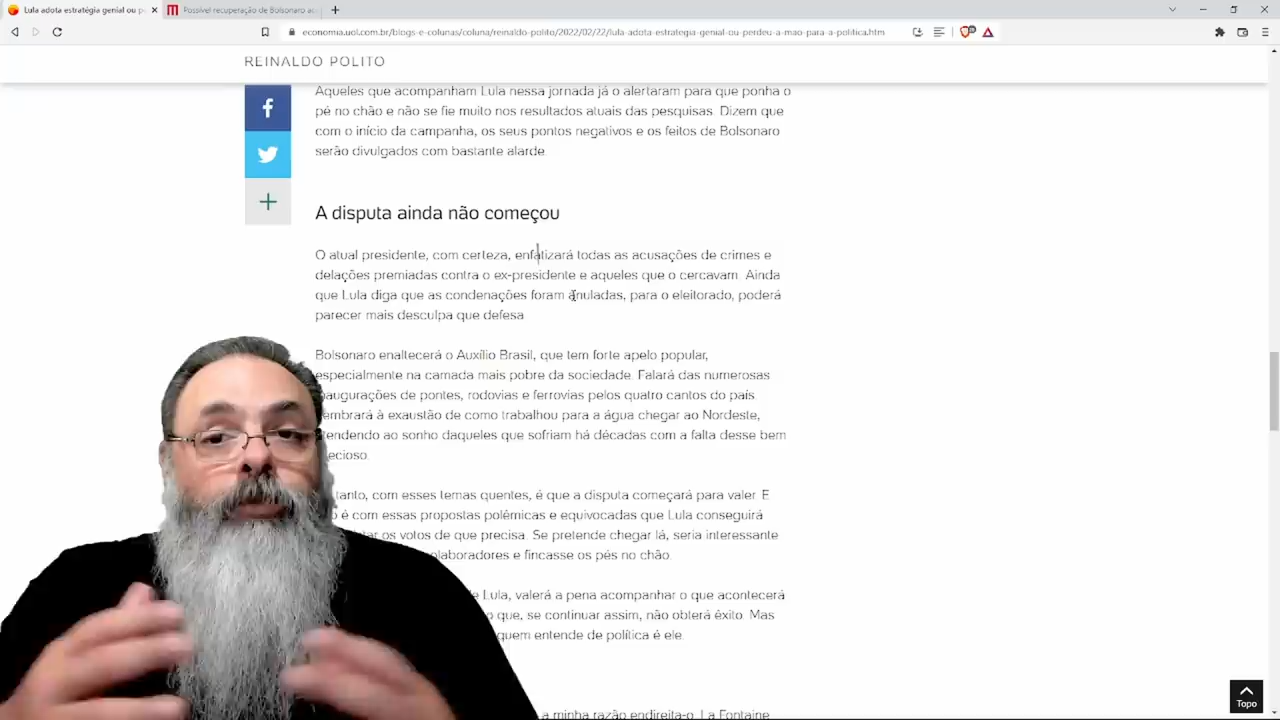 Lula adota estratégia genial ou p
Possível recuperação de Bolsonaro au
economia.uol.com.br/blogs-e-colunas/coluna/reinaldo-polito/2022/02/22/lula-adota-estrategia-genial-ou-perdeu-a-mao-para-a-politica.htm
REINALDO POLITO
Aqueles que acompanham Lula nessa jornada já o alertaram para que ponha o
pé no chão e não se fie muito nos resultados atuais das pesquisas. Dizem que
com o início da campanha, os seus pontos negativos e os feitos de Bolsonaro
serão divulgados com bastante alarde.
A disputa ainda não começou
O atual presidente, com certeza, enfatizará todas as acusações de crimes e
delações premiadas contra o ex-presidente e aqueles que o cercavam. Ainda
que Lula diga que as condenações foram anuladas, para o eleitorado, poderá
parecer mais desculpa que defesa
Bolsonaro enaltecerá o Auxílio Brasil, que tem forte apelo popular,
especialmente na camada mais pobre da sociedade. Falará das numerosas
naugurações de pontes, rodovias e ferrovias pelos quatro cantos do país
embrará à exaustão de como trabalhou para a água chegar ao Nordeste,
tendendo ao sonho daqueles que sofriam há décadas com a falta desse bem
ecioso.
tanto, com esses temas quentes, é que a disputa começará para valer. E
o é com essas propostas polêmicas e equivocadas que Lula conseguirá
tar os votos de que precisa. Se pretende chegar lá, seria interessante
olaboradores e fincasse os pés no chão.
e Lula, valerá a pena acompanhar o que acontecerá
o que, se continuar assim, não obterá êxito. Mas
quem entende de política é ele.
a minha razão endireita-o. La Fontaine
Topo